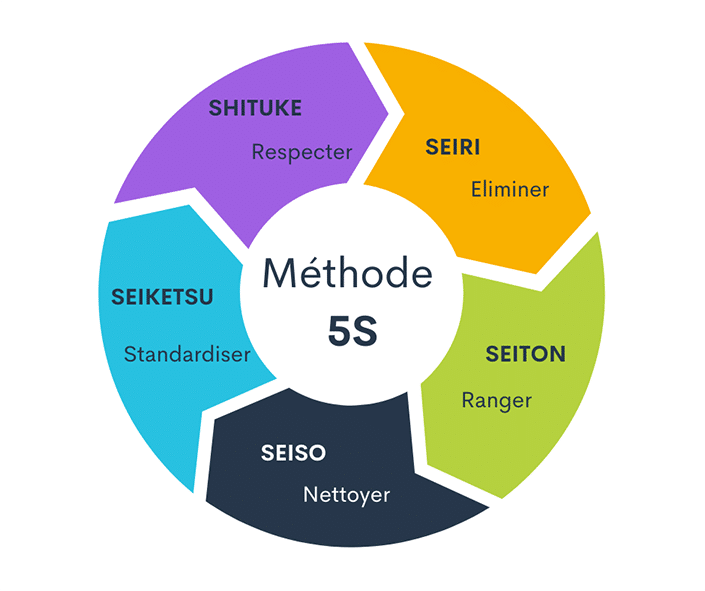 Méthode
5S
SEIRI
Eliminer
SEITON
Ranger
SEISO
Nettoyer
SEIKETSU
Standardiser
SHITUKE
Respecter